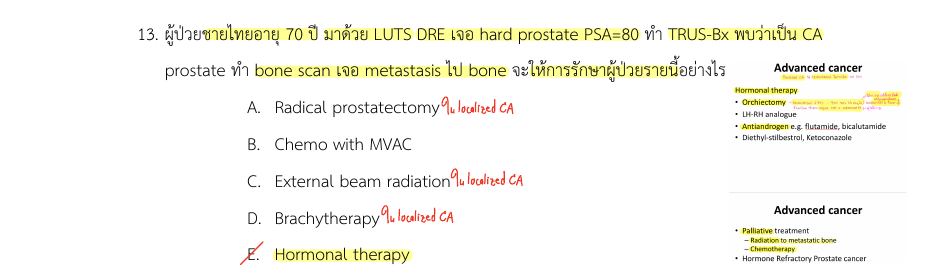 13. ผู้ป่วยชายไทยอายุ 70 ปี มาด้วย LUTS DRE เจอ hard prostate PSA=80 ทำ TRUS-Bx พบว่าเป็น CA
prostate ทำ bone scan เจอ metastasis ไป bone จะให้การรักษาผู้ป่วยรายนี้อย่างไร
A. Radical prostatectomy ใน localized CA
B. Chemo with MVAC
C. External beam radiation ใน localized CA
D. Brachytherapy ใน localized CA
E. Hormonal therapy
Advanced cancer
Hormonal therapy
• Orchiectomy
• LH-RH analogue
• Antiandrogen e.g. flutamide, bicalutamide
• Diethyl-stilbestrol, Ketoconazole
Advanced cancer
• Palliative treatment
– Radiation to metastatic bone
– Chemotherapy
• Hormone Refractory Prostate cancer